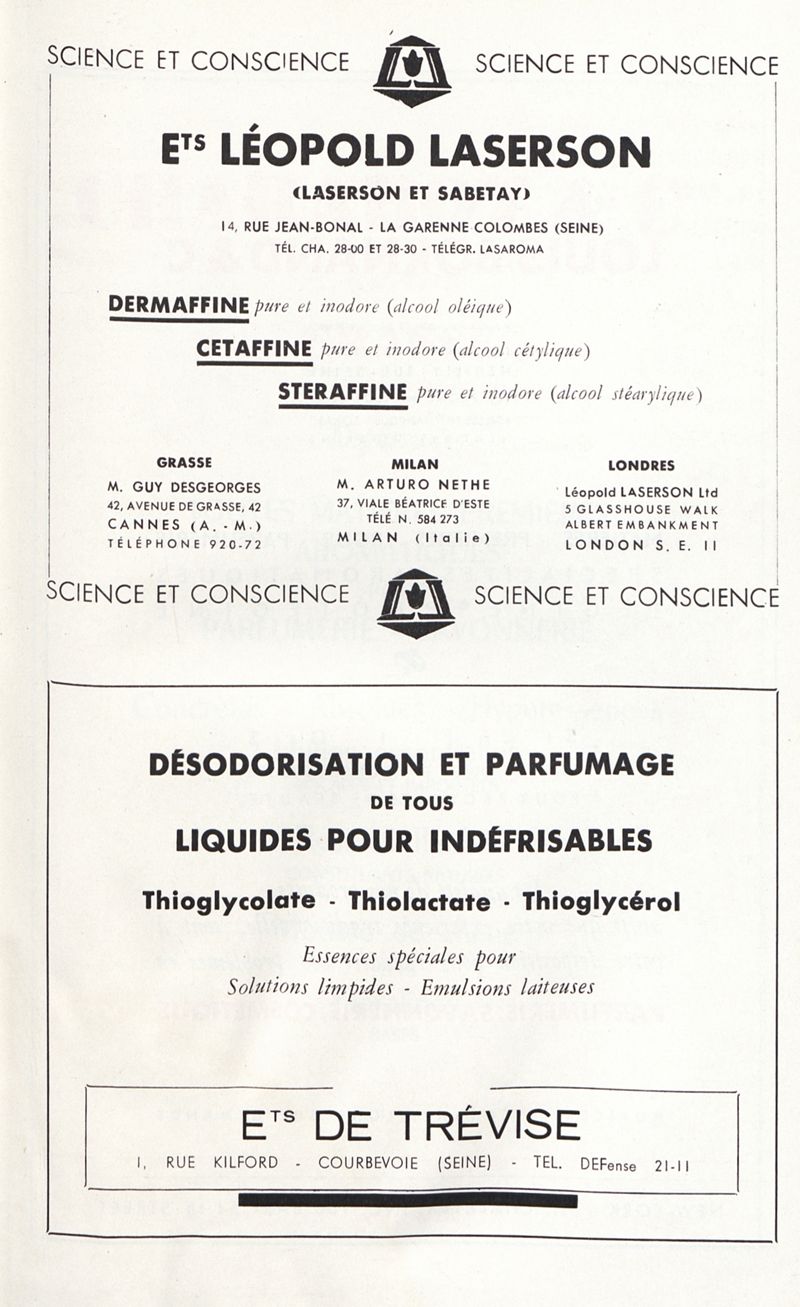 SCIENCE ET CONSCIENCE SCIENCE ET CONSCIENCE
ETS LÉOPOLD LASERSON
(LASERSON ET SABETAY)
14, RUE JEAN-BONAL - LA GARENNE-COLOMBES (SEINE)
TÉL. CHA. 28-00 ET 28-30 - TÉLÉGR. LASAROMA
DERMAFFINE pure et inodore (alcool oléique)
CETAFFINE pure et inodore (alcool cétylique)
STERAFFINE pure et inodore (alcool stéarylique)
GRASSE
M. GUY DESGEORGES
42, AVENUE DE GRASSE, 42
CANNES (A. - M.)
TÉLÉPHONE 920-72
MILAN
M. ARTURO NETHE
37, VIALE BÉATRICE D'ESTE
TÉLÉ N. 584 273
MILAN (Italie)
LONDRES
Léopold LASERSON Ltd
5 GLASSHOUSE WALK
ALBERT EMBANKMENT
LONDON S. E. 11
SCIENCE ET CONSCIENCE SCIENCE ET CONSCIENCE
DÉSODORISATION ET PARFUMAGE
DE TOUS
LIQUIDES POUR INDÉFRISABLES
Thioglycolate - Thiolactate - Thioglycérol
Essences spéciales pour
Solutions limpides - Emulsions laiteuses
ETS DE TRÉVISE
1, RUE KILFORD - COURBEVOIE (SEINE) - TEL. DEFense 21-11